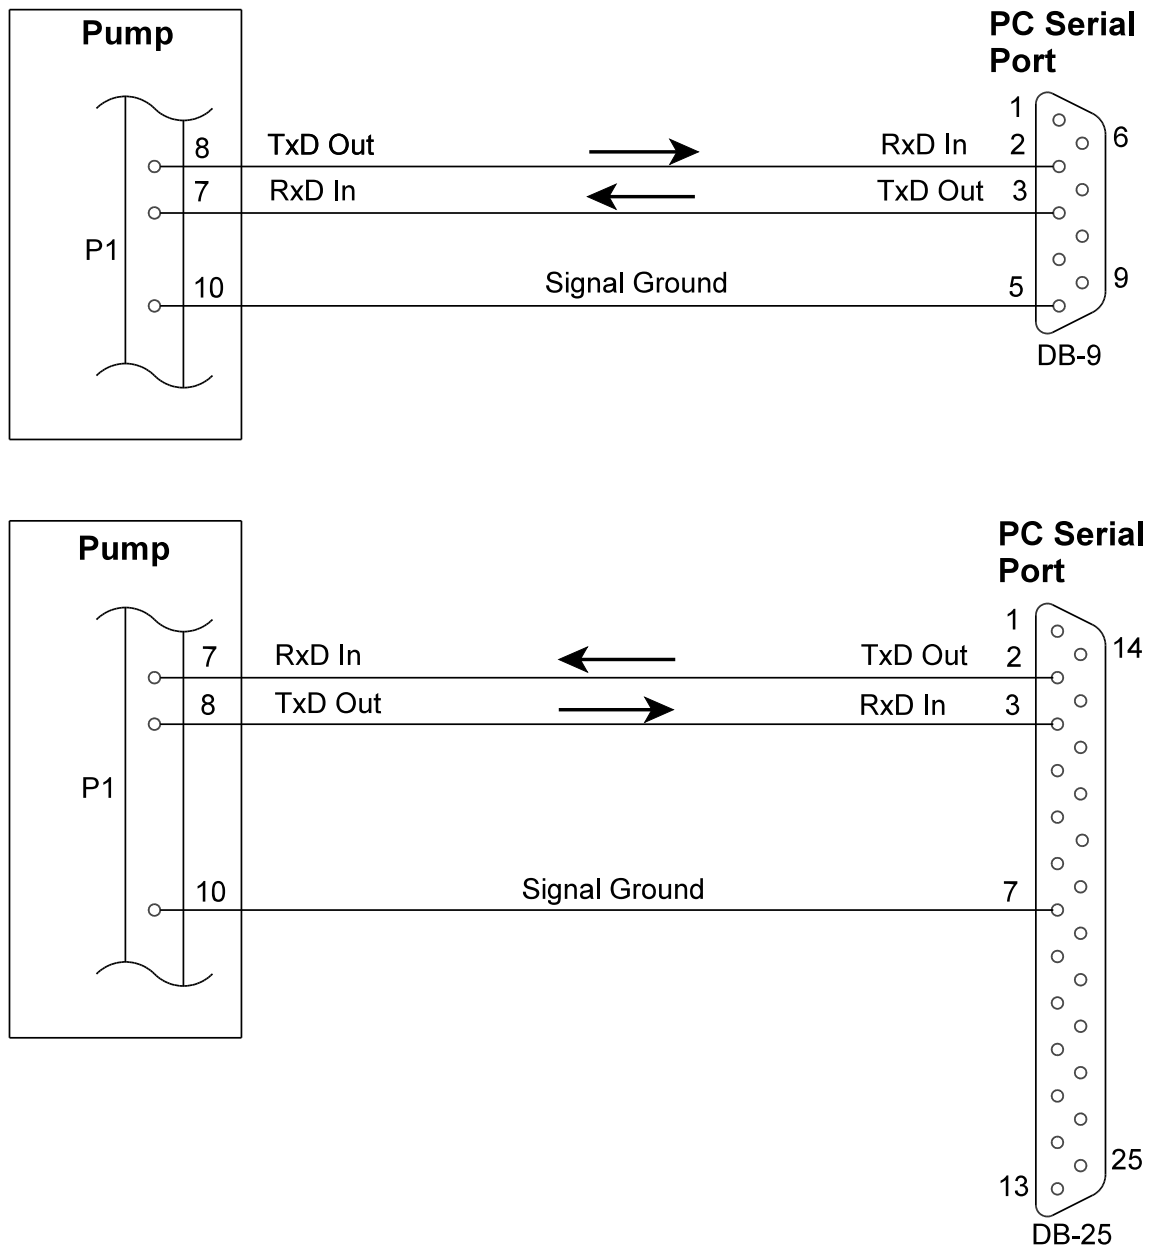 Pump
PC Serial
Port
1
6
8 TxD Out RxD In 2
7 RxD In TxD Out 3
P1
10 Signal Ground 5
9
DB-9
Pump
PC Serial
Port
1
14
7 RxD In TxD Out 2
8 TxD Out RxD In 3
P1
10 Signal Ground 7
25
13
DB-25